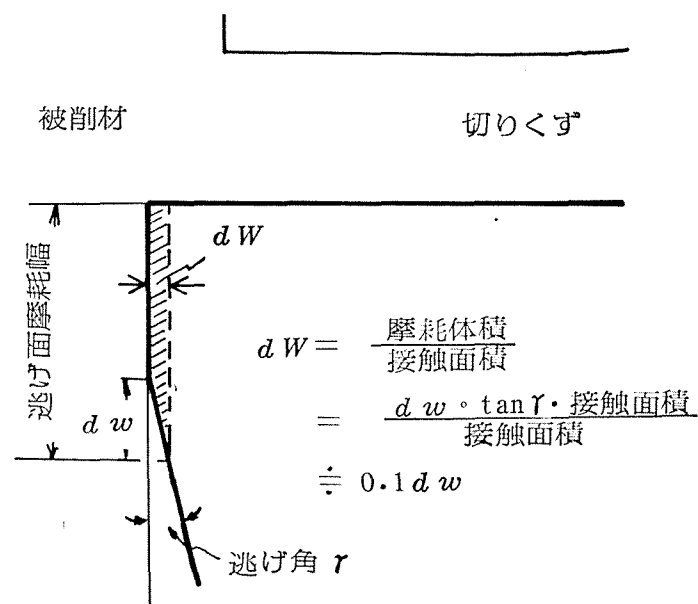 被削材
切りくず
逃げ面摩耗幅
dW
dw
dW= 摩耗体積
接触面積
= dw・tanγ・接触面積
接触面積
≒ 0.1dw
逃げ角 γ